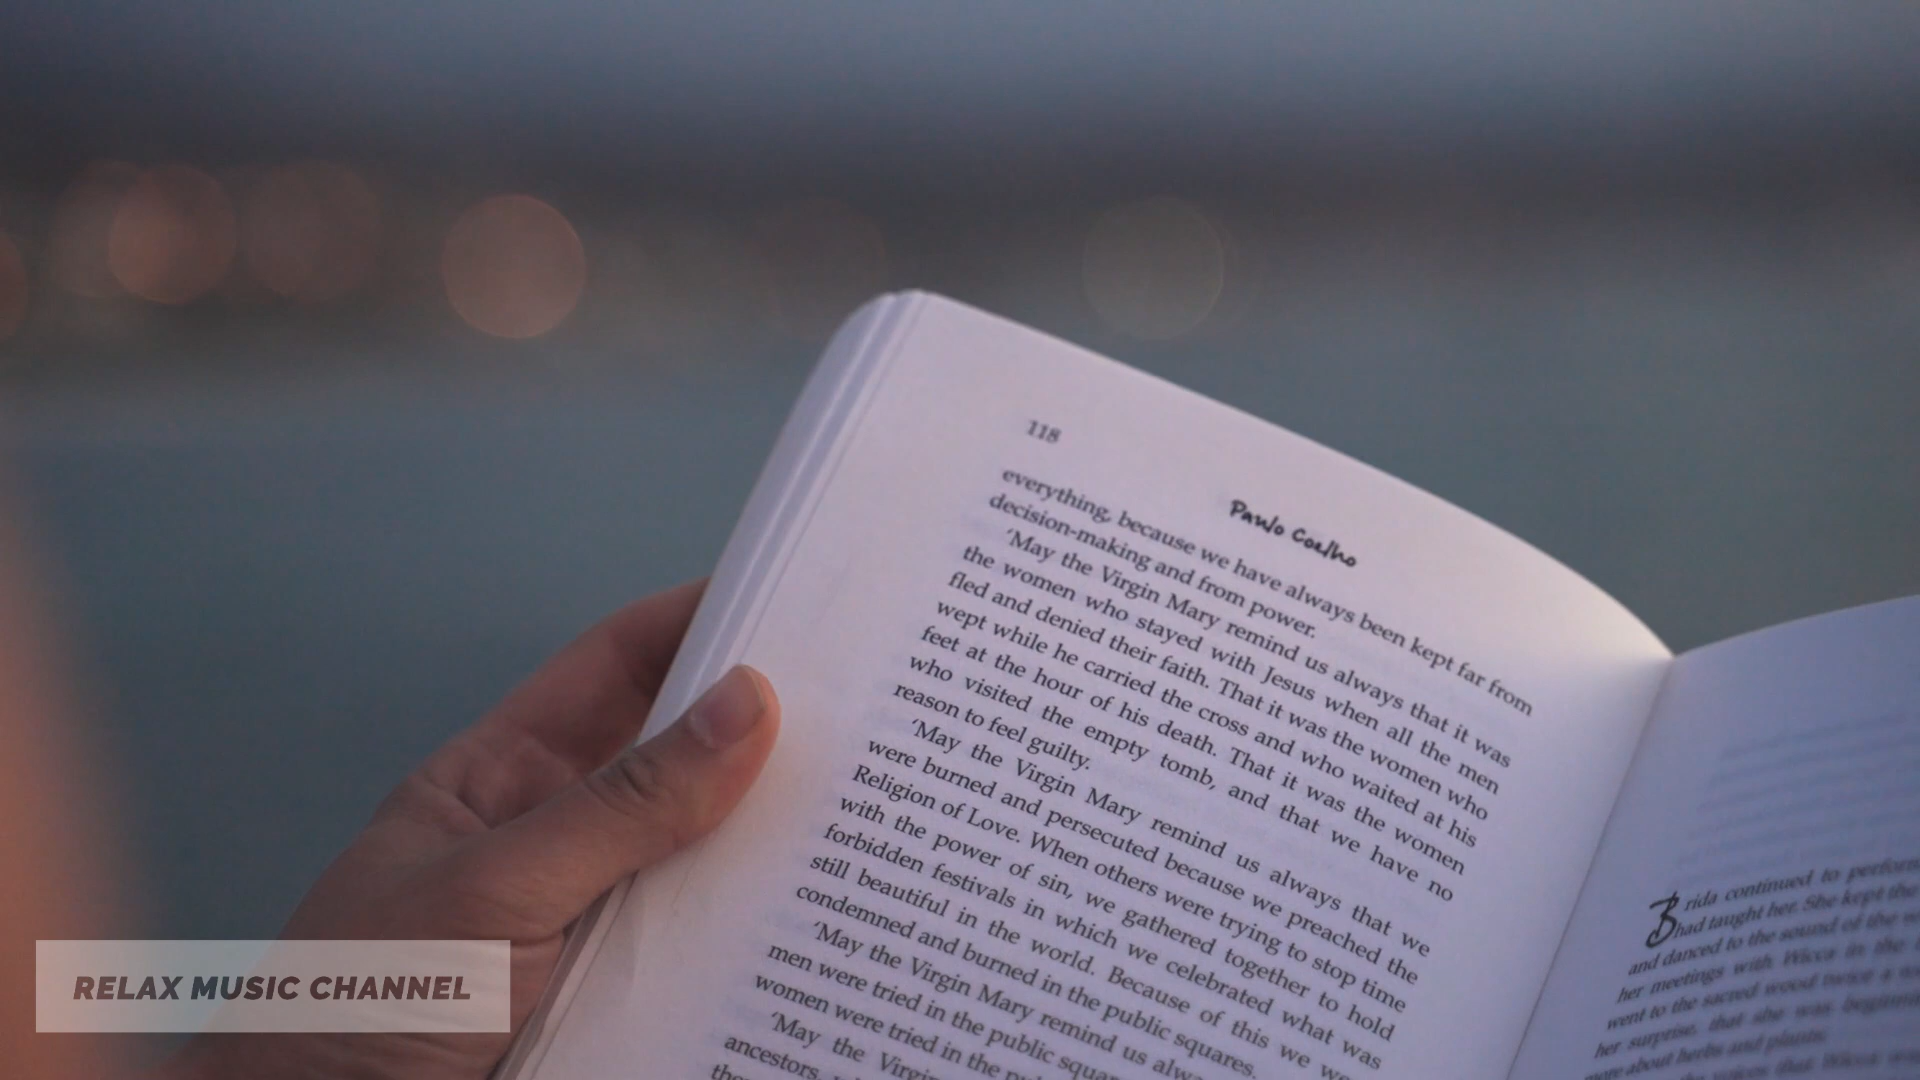 118
Paulo Coelho
everything, because we have always been kept far from
decision-making and from power.
'May the Virgin Mary remind us always that it was
the women who stayed with Jesus when all the men
fled and denied their faith. That it was the women who
wept while he carried the cross and who waited at his
feet at the hour of his death. That it was the women
who visited the empty tomb, and that we have no
reason to feel guilty.
'May the Virgin Mary remind us always that we
were burned and persecuted because we preached the
Religion of Love. When others were trying to stop time
with the power of sin, we gathered together to hold
forbidden festivals in which we celebrated what was
still beautiful in the world. Because of this we we
condemned and burned in the public squares.
'May the Virgin Mary remind us alwa
men were tried in the public squar
women were tried in the pu
'May the Virgin
ancestors,
Brida continued to perform
had taught her. She kept the
and danced to the sound of the
her meetings with Wicca in the
went to the sacred wood twice a
her surprise, that she was beginni
more about herbs and plants.
the voices that Wicca
RELAX MUSIC CHANNEL